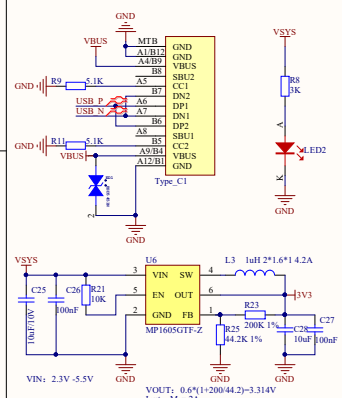 GND
VSYS
VBUS
MTB
A1/B12
A4/B9
B8
A5
B7
A6
A7
B6
A8
B5
A9/B4
A12/B1
GND
GND
VBUS
SBU2
CC1
DN2
DP1
DN1
DP2
SBU1
CC2
VBUS
GND
Type_C1
GND
R9
5.1K
USB_P
USB_N
GND
R11
5.1K
VBUS
2
GND
R8
3K
A
LED2
K
GND
VSYS
C25
10uF/10V
C26
100nF
R21
10K
U6
3
VIN
SW
4
5
EN
OUT
6
2
GND
FB
1
MP1605GTF-Z
L3
1uH 2*1.6*1 4.2A
3V3
R23
200K 1%
R25
44.2K 1%
C28
10uF
C27
100nF
GND
GND
GND
VIN: 2.3V -5.5V
VOUT: 0.6*(1+200/44.2)=3.314V